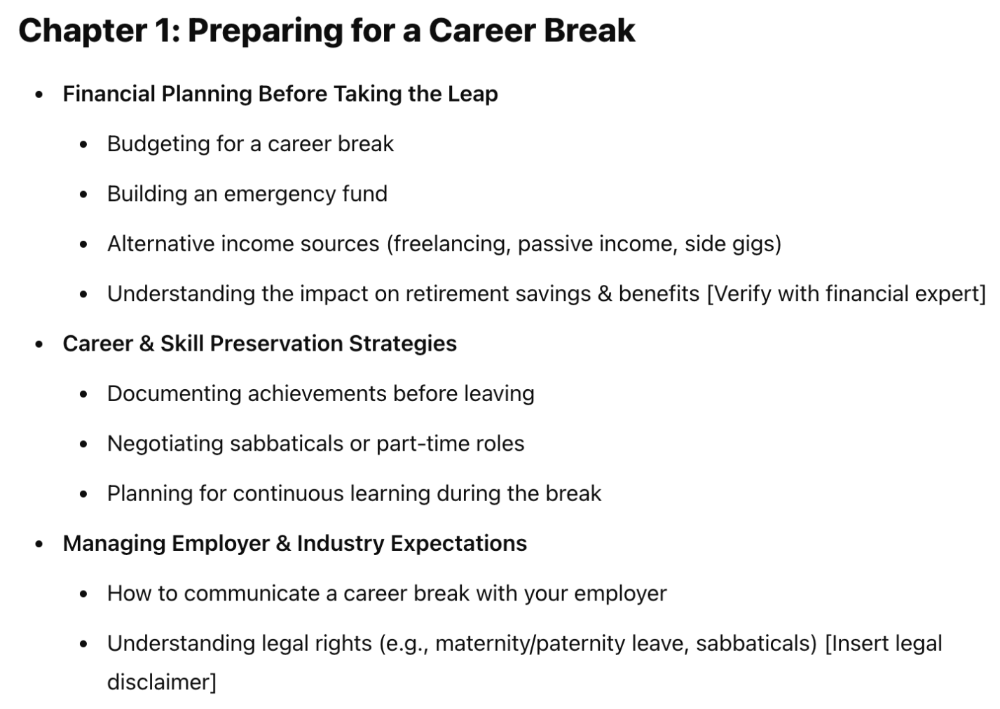 Chapter 1: Preparing for a Career Break
• Financial Planning Before Taking the Leap
• Budgeting for a career break
• Building an emergency fund
• Alternative income sources (freelancing, passive income, side gigs)
• Understanding the impact on retirement savings & benefits [Verify with financial expert]
• Career & Skill Preservation Strategies
• Documenting achievements before leaving
• Negotiating sabbaticals or part-time roles
• Planning for continuous learning during the break
• Managing Employer & Industry Expectations
• How to communicate a career break with your employer
• Understanding legal rights (e.g., maternity/paternity leave, sabbaticals) [Insert legal
disclaimer]